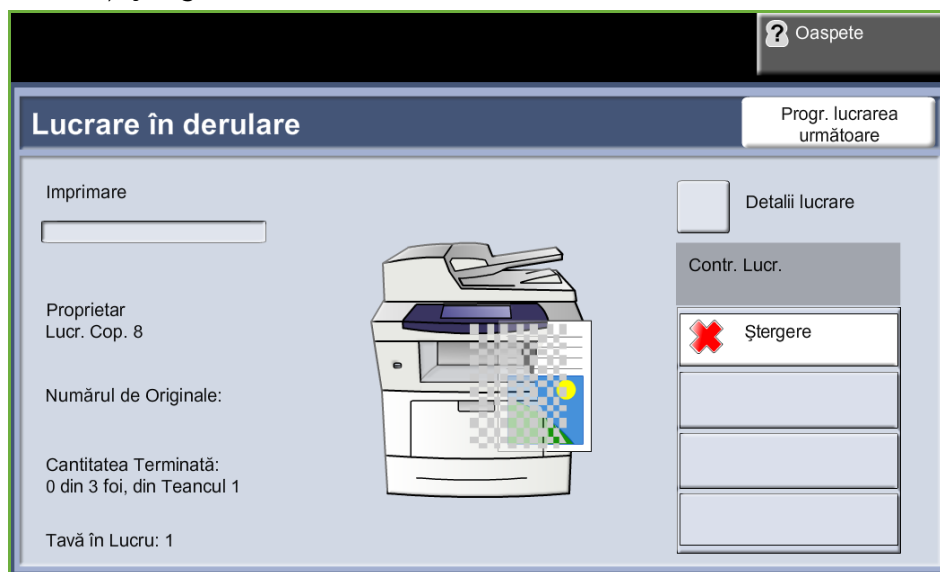 Oaspete
Lucrare în derulare
Progr. lucrarea
următoare
Imprimare
Detalii lucrare
Contr. Lucr.
Proprietar
Lucr. Cop. 8
Ștergere
Numărul de Originale:
Cantitatea Terminată:
0 din 3 foi, din Teancul 1
Tavă în Lucru: 1